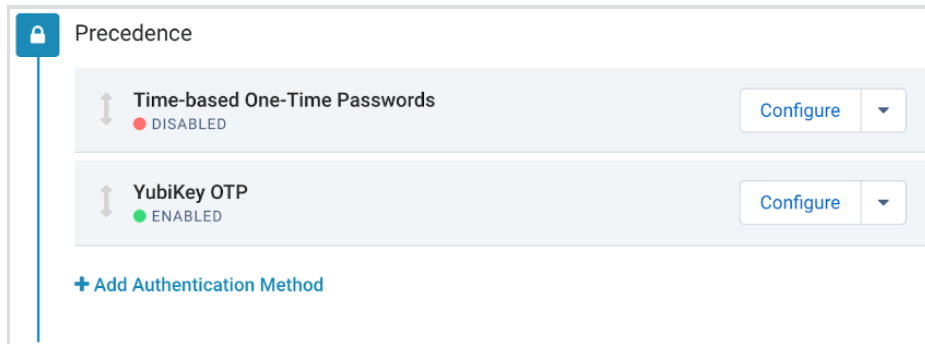 Precedence
Time-based One-Time Passwords
DISABLED
Configure
YubiKey OTP
ENABLED
Configure
+ Add Authentication Method